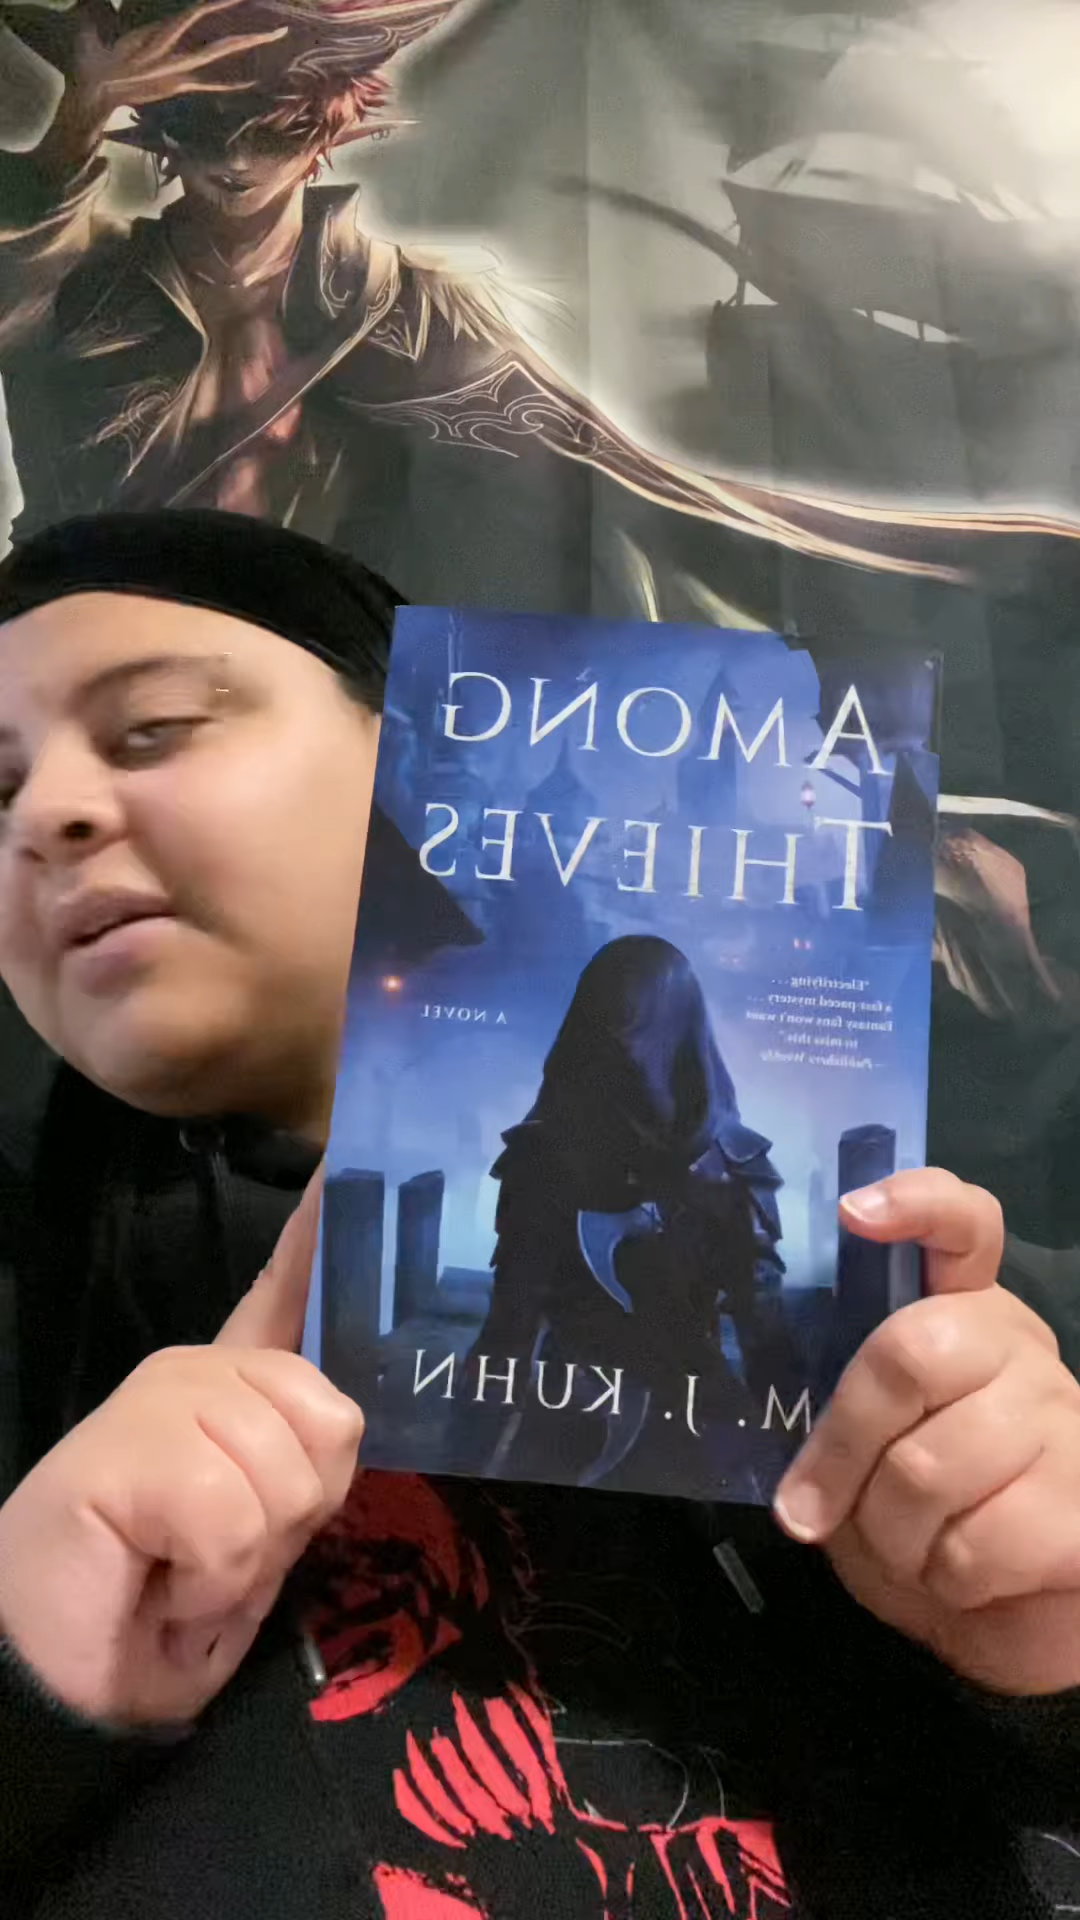 AMONG
THIEVES
"Electrifying...
a fast-paced mystery...
Fantasy fans won't want
to miss this."
—Publishers Weekly
A NOVEL
M. J. KUHN